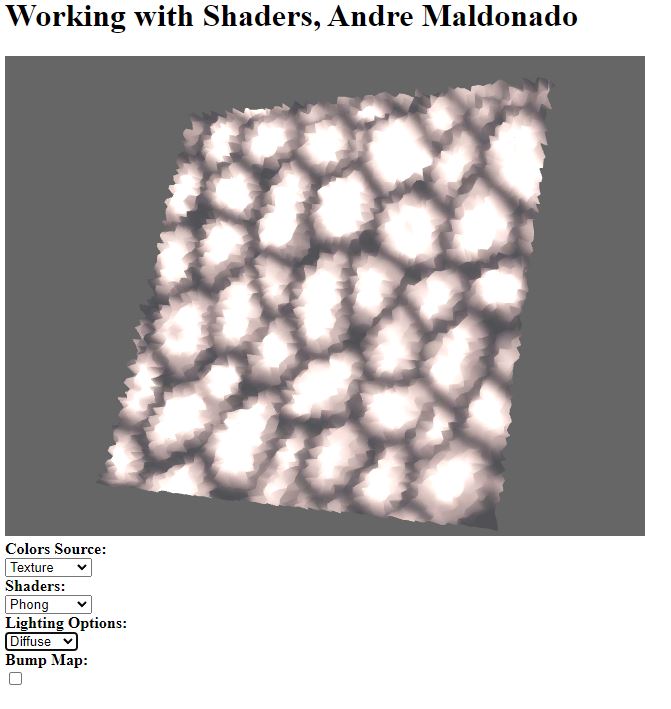 Working with Shaders, Andre Maldonado
Colors Source:
Texture
Shaders:
Phong
Lighting Options:
Diffuse
Bump Map: